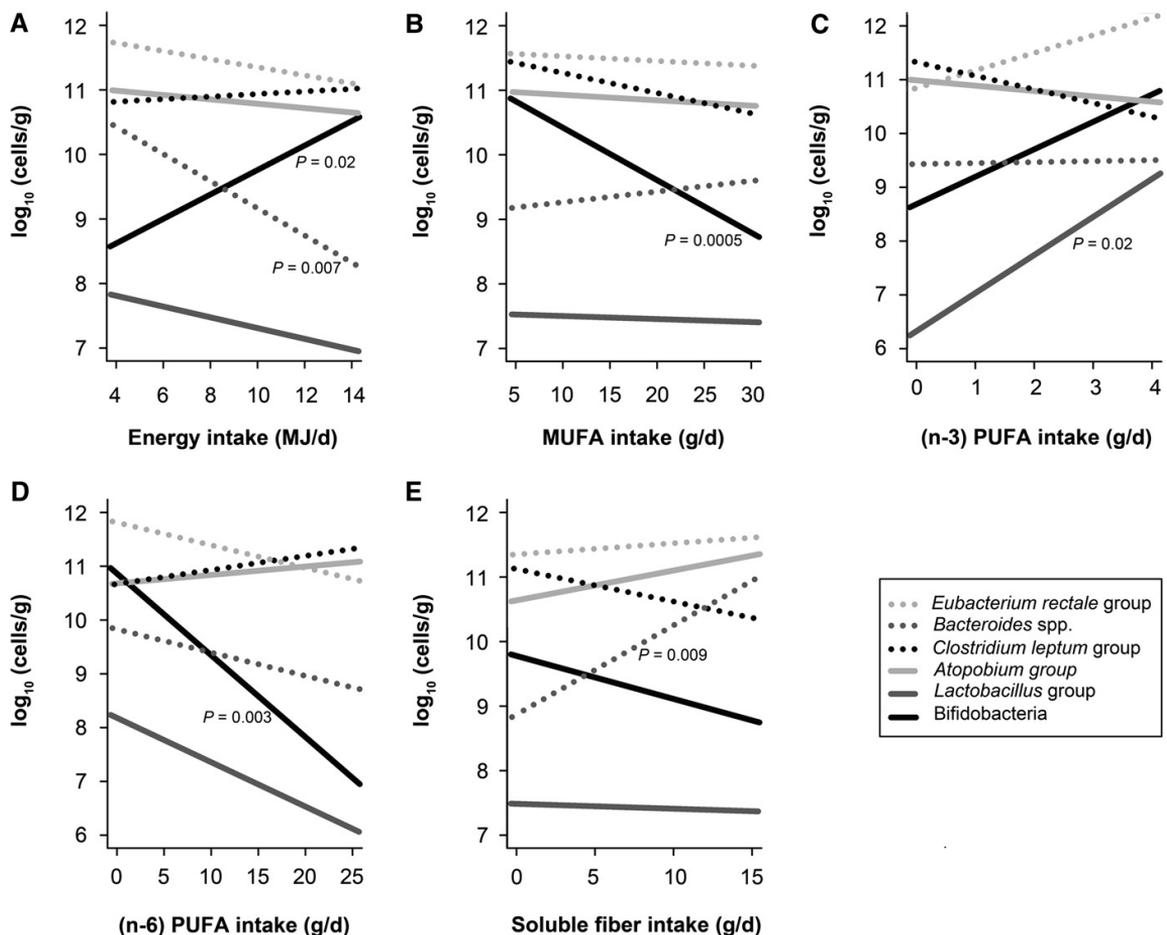 A
12
11
10
9
8
7
log10 (cells/g)
P = 0.02
P = 0.007
4 6 8 10 12 14
Energy intake (MJ/d)
B
12
11
10
9
8
7
log10 (cells/g)
P = 0.0005
5 10 15 20 25 30
MUFA intake (g/d)
C
12
11
10
9
8
7
6
log10 (cells/g)
P = 0.02
0 1 2 3 4
(n-3) PUFA intake (g/d)
D
12
11
10
9
8
7
6
log10 (cells/g)
P = 0.003
0 5 10 15 20 25
(n-6) PUFA intake (g/d)
E
12
11
10
9
8
7
log10 (cells/g)
P = 0.009
0 5 10 15
Soluble fiber intake (g/d)
Eubacterium rectale group
Bacteroides spp.
Clostridium leptum group
Atopobium group
Lactobacillus group
Bifidobacteria